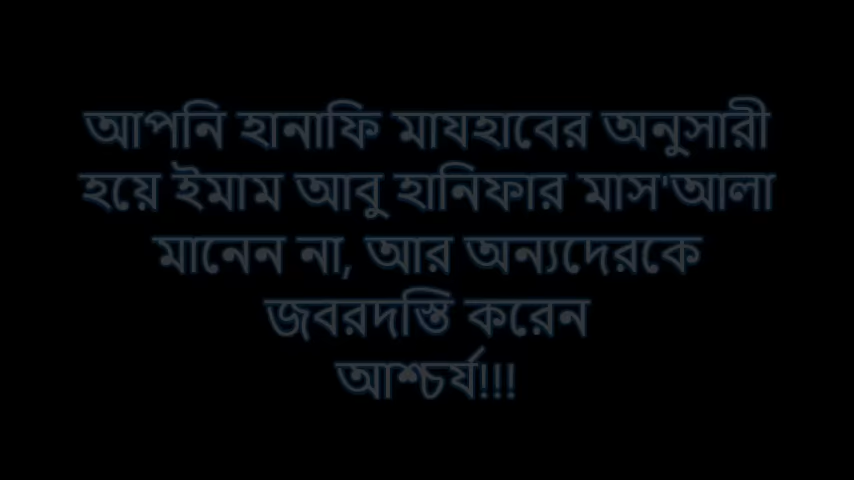 আপনি হানাফি মাযহাবের অনুসারী
হয়ে ইমাম আবু হানিফার মাস'আলা
মানেন না, আর অন্যদেরকে
জবরদস্তি করেন
আশ্চর্য!!!